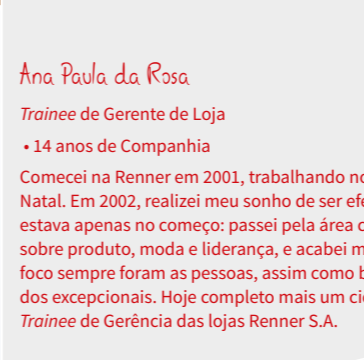 Ana Paula da Rosa
Trainee de Gerente de Loja
• 14 anos de Companhia
Comecei na Renner em 2001, trabalhando
Natal. Em 2002, realizei meu sonho de ser
estava apenas no começo: passei pela área
sobre produto, moda e liderança, e acabei
foco sempre foram as pessoas, assim como
dos excepcionais. Hoje completo mais um
Trainee de Gerência das lojas Renner S.A.